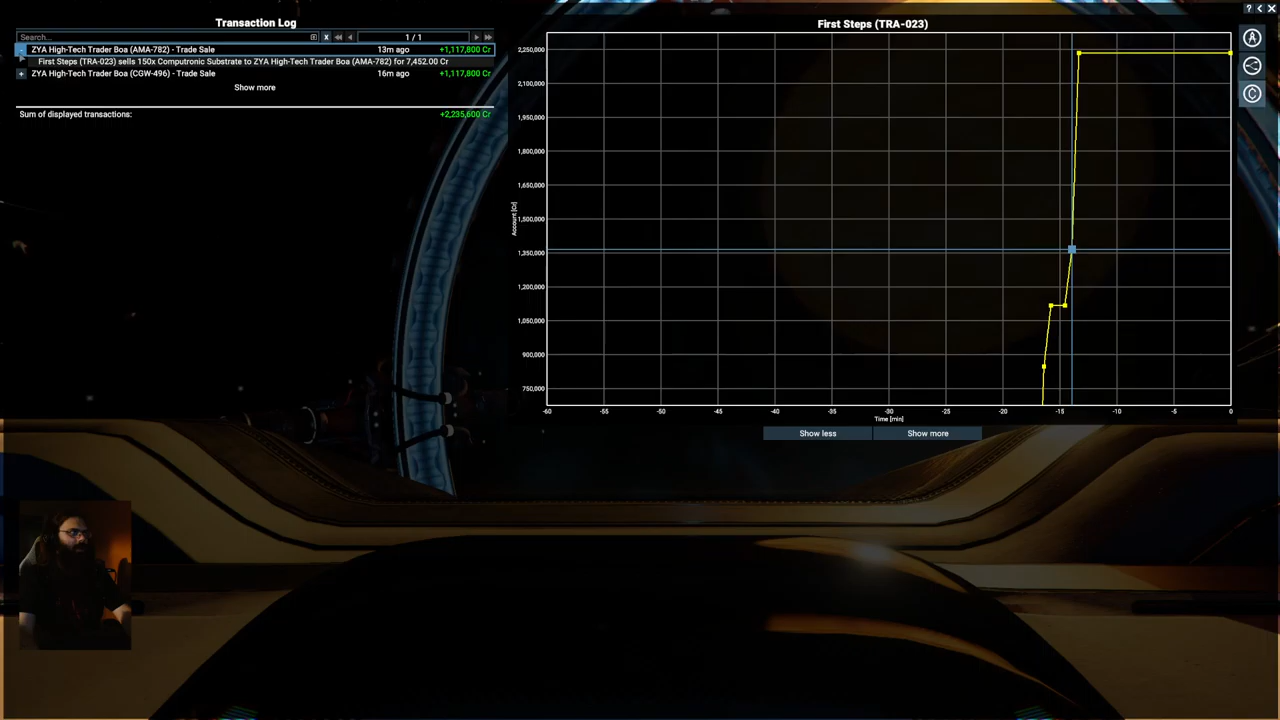 Transaction Log
Search...
x
1 / 1
- ZYA High-Tech Trader Boa (AMA-782) - Trade Sale 13m ago +1,117,800 Cr
First Steps (TRA-023) sells 150x Computronic Substrate to ZYA High-Tech Trader Boa (AMA-782) for 7,452.00 Cr
+ ZYA High-Tech Trader Boa (CGW-496) - Trade Sale 16m ago +1,117,800 Cr
Show more
Sum of displayed transactions: +2,235,600 Cr
First Steps (TRA-023)
? < X
2,250,000
2,100,000
1,950,000
1,800,000
1,650,000
1,500,000
1,350,000
1,200,000
1,050,000
900,000
750,000
Account [Cr]
-60 -55 -50 -45 -40 -35 -30 -25 -20 -15 -10 -5 0
Time [min]
Show less Show more